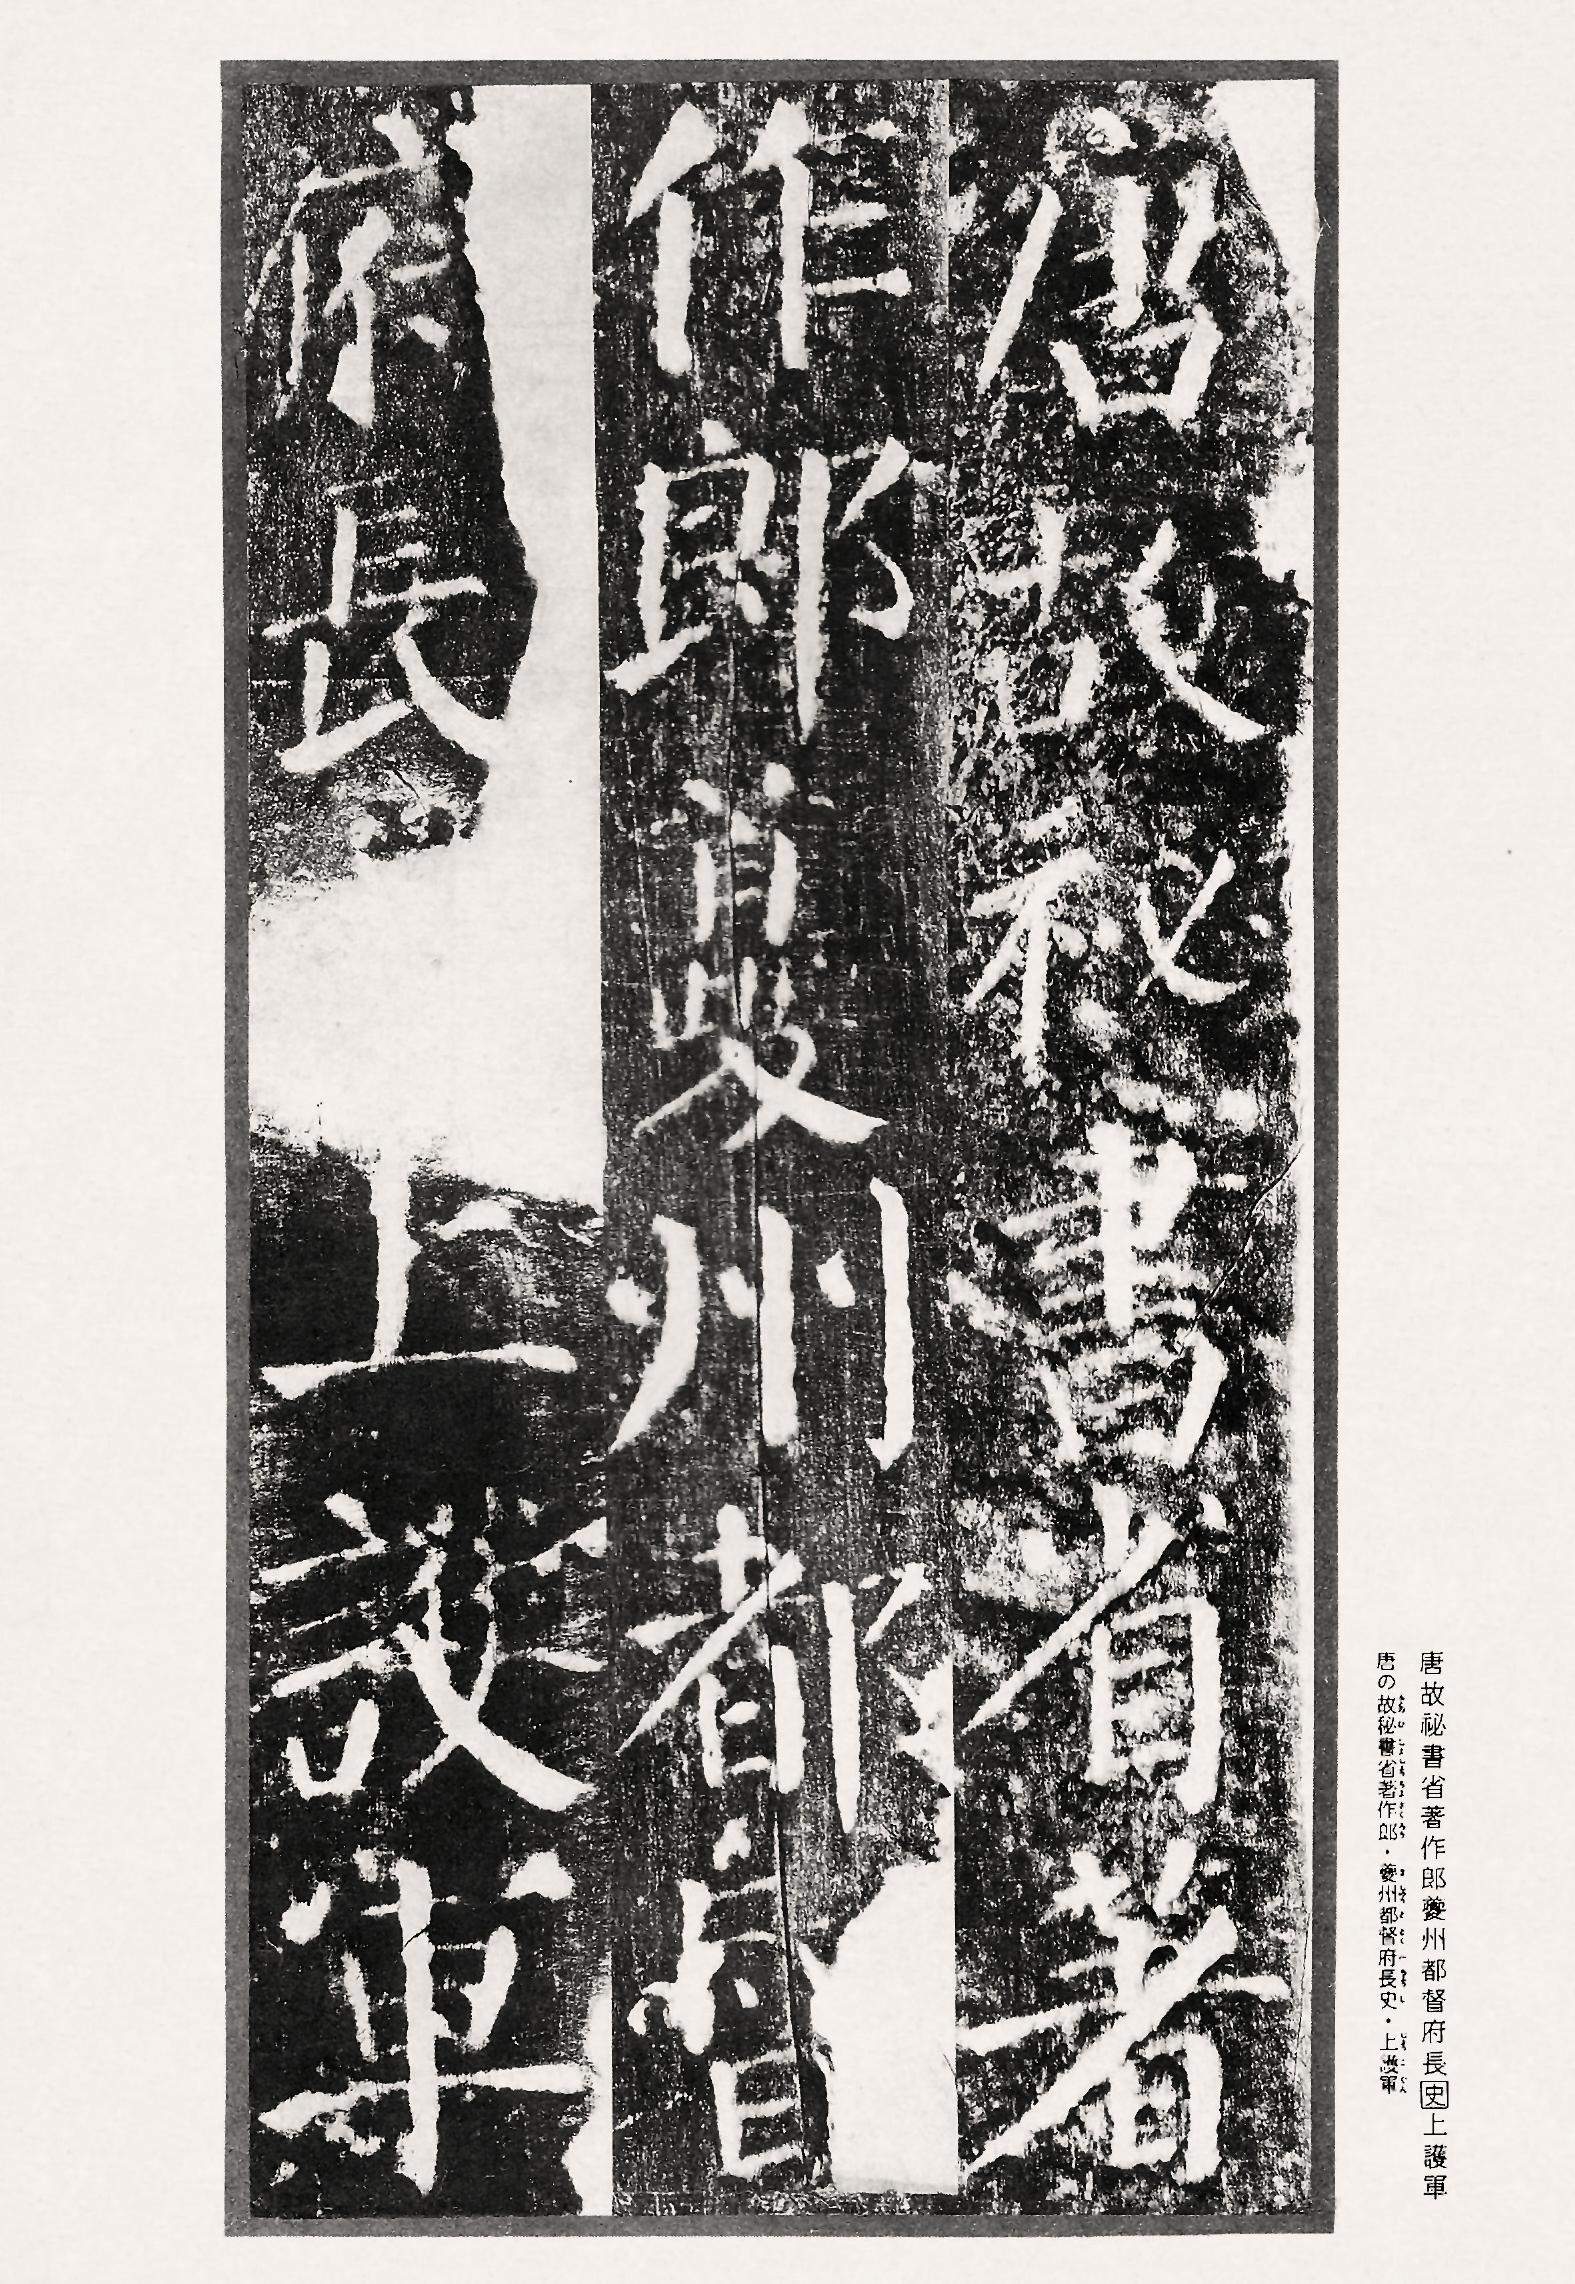 唐故祕書省著
作郎夔州都督
府長上護軍
唐故祕書省著作郎夔州都督府長史上護軍
唐の故秘書省著作郎・夔州都督府長史・上護軍